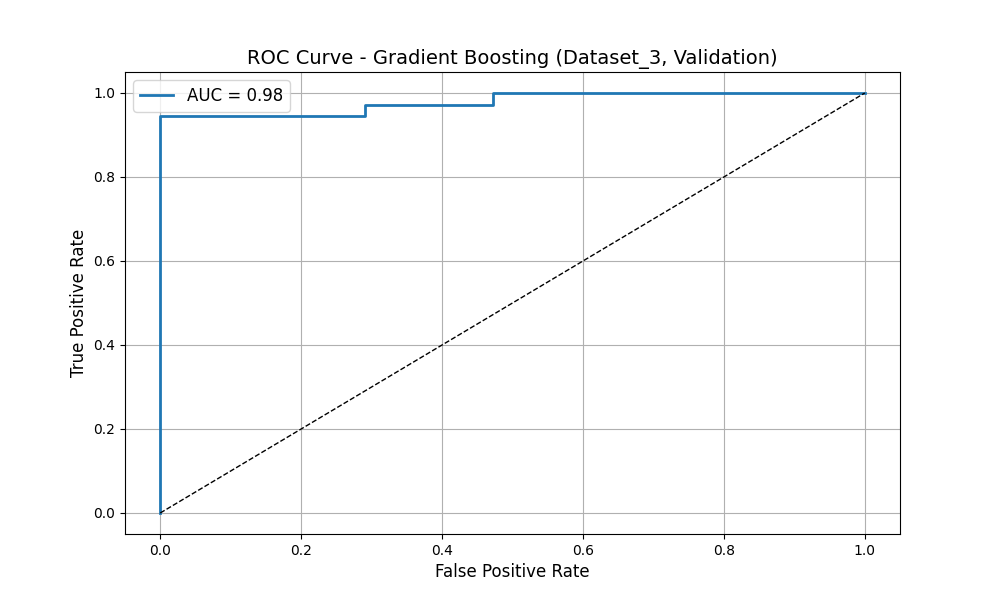 ROC Curve - Gradient Boosting (Dataset_3, Validation)
AUC = 0.98
True Positive Rate
1.0
0.8
0.6
0.4
0.2
0.0
0.0 0.2 0.4 0.6 0.8 1.0
False Positive Rate